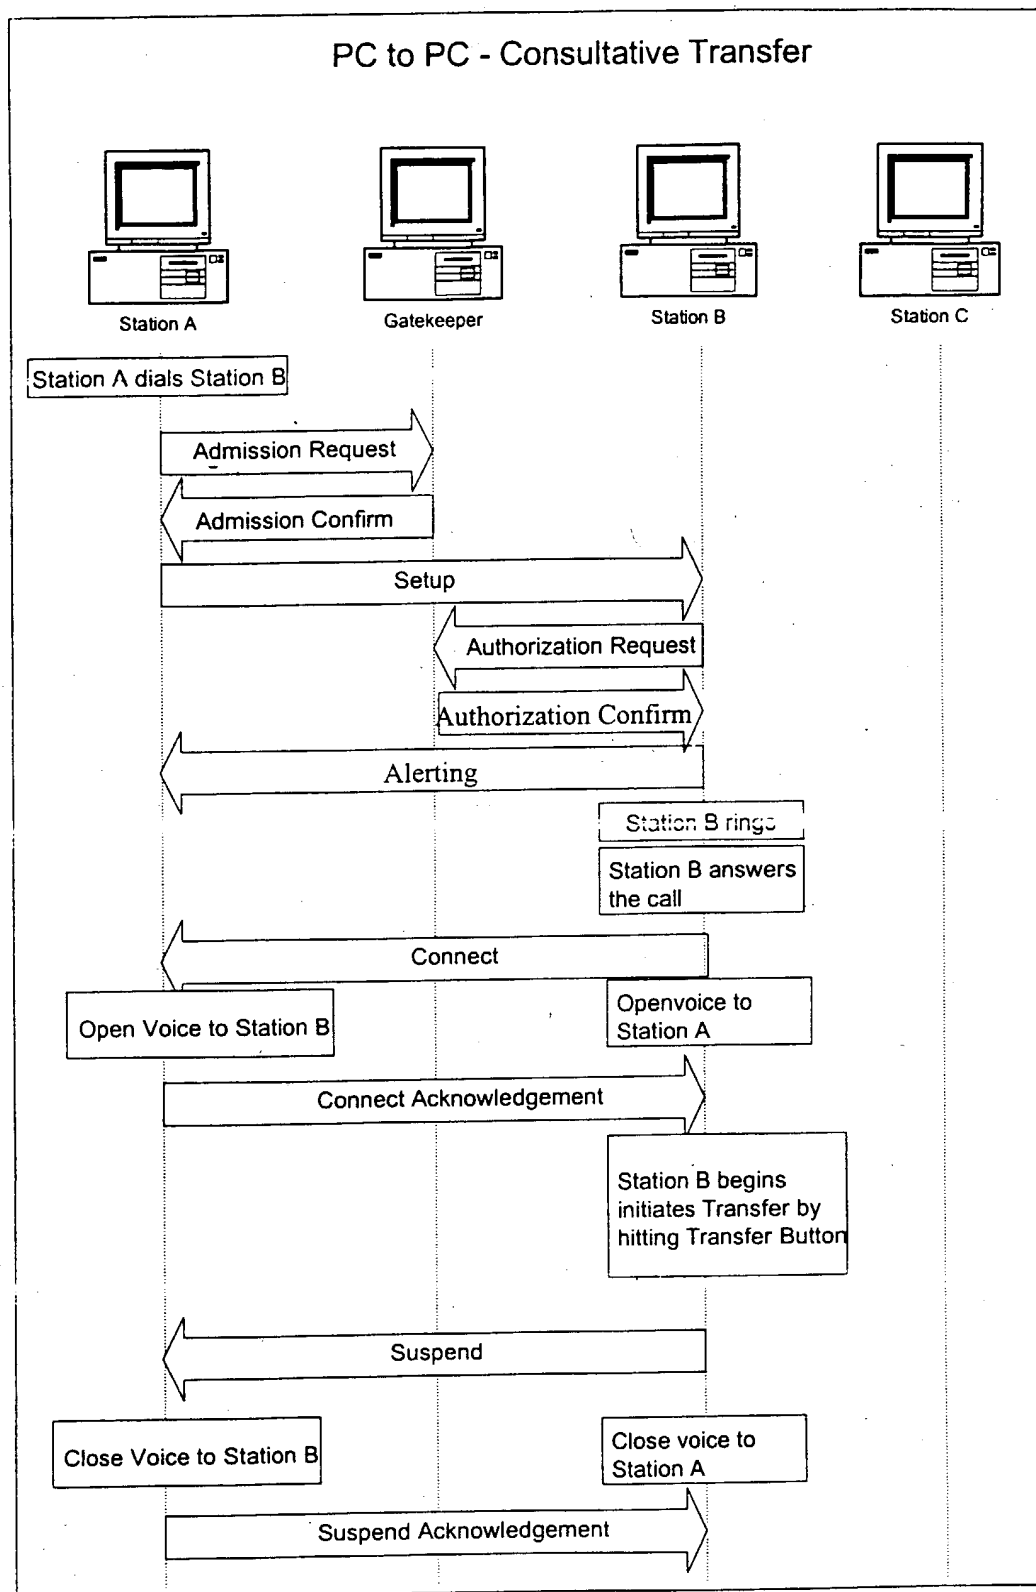 PC to PC - Consultative Transfer
Station A
Gatekeeper
Station B
Station C
Station A dials Station B
Admission Request
Admission Confirm
Setup
Authorization Request
Authorization Confirm
Alerting
Station B rings
Station B answers
the call
Connect
Open Voice to Station B
Openvoice to
Station A
Connect Acknowledgement
Station B begins
initiates Transfer by
hitting Transfer Button
Suspend
Close Voice to Station B
Close voice to
Station A
Suspend Acknowledgement